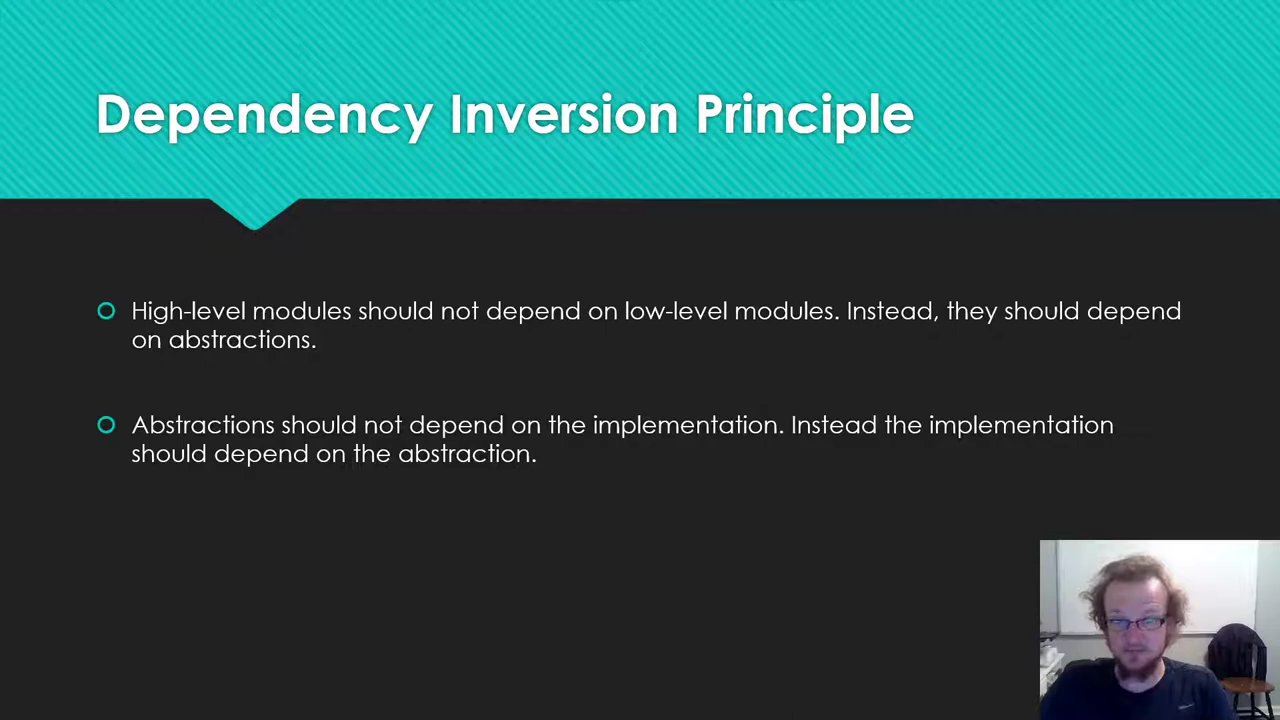 Dependency Inversion Principle
High-level modules should not depend on low-level modules. Instead, they should depend
on abstractions.
Abstractions should not depend on the implementation. Instead the implementation
should depend on the abstraction.